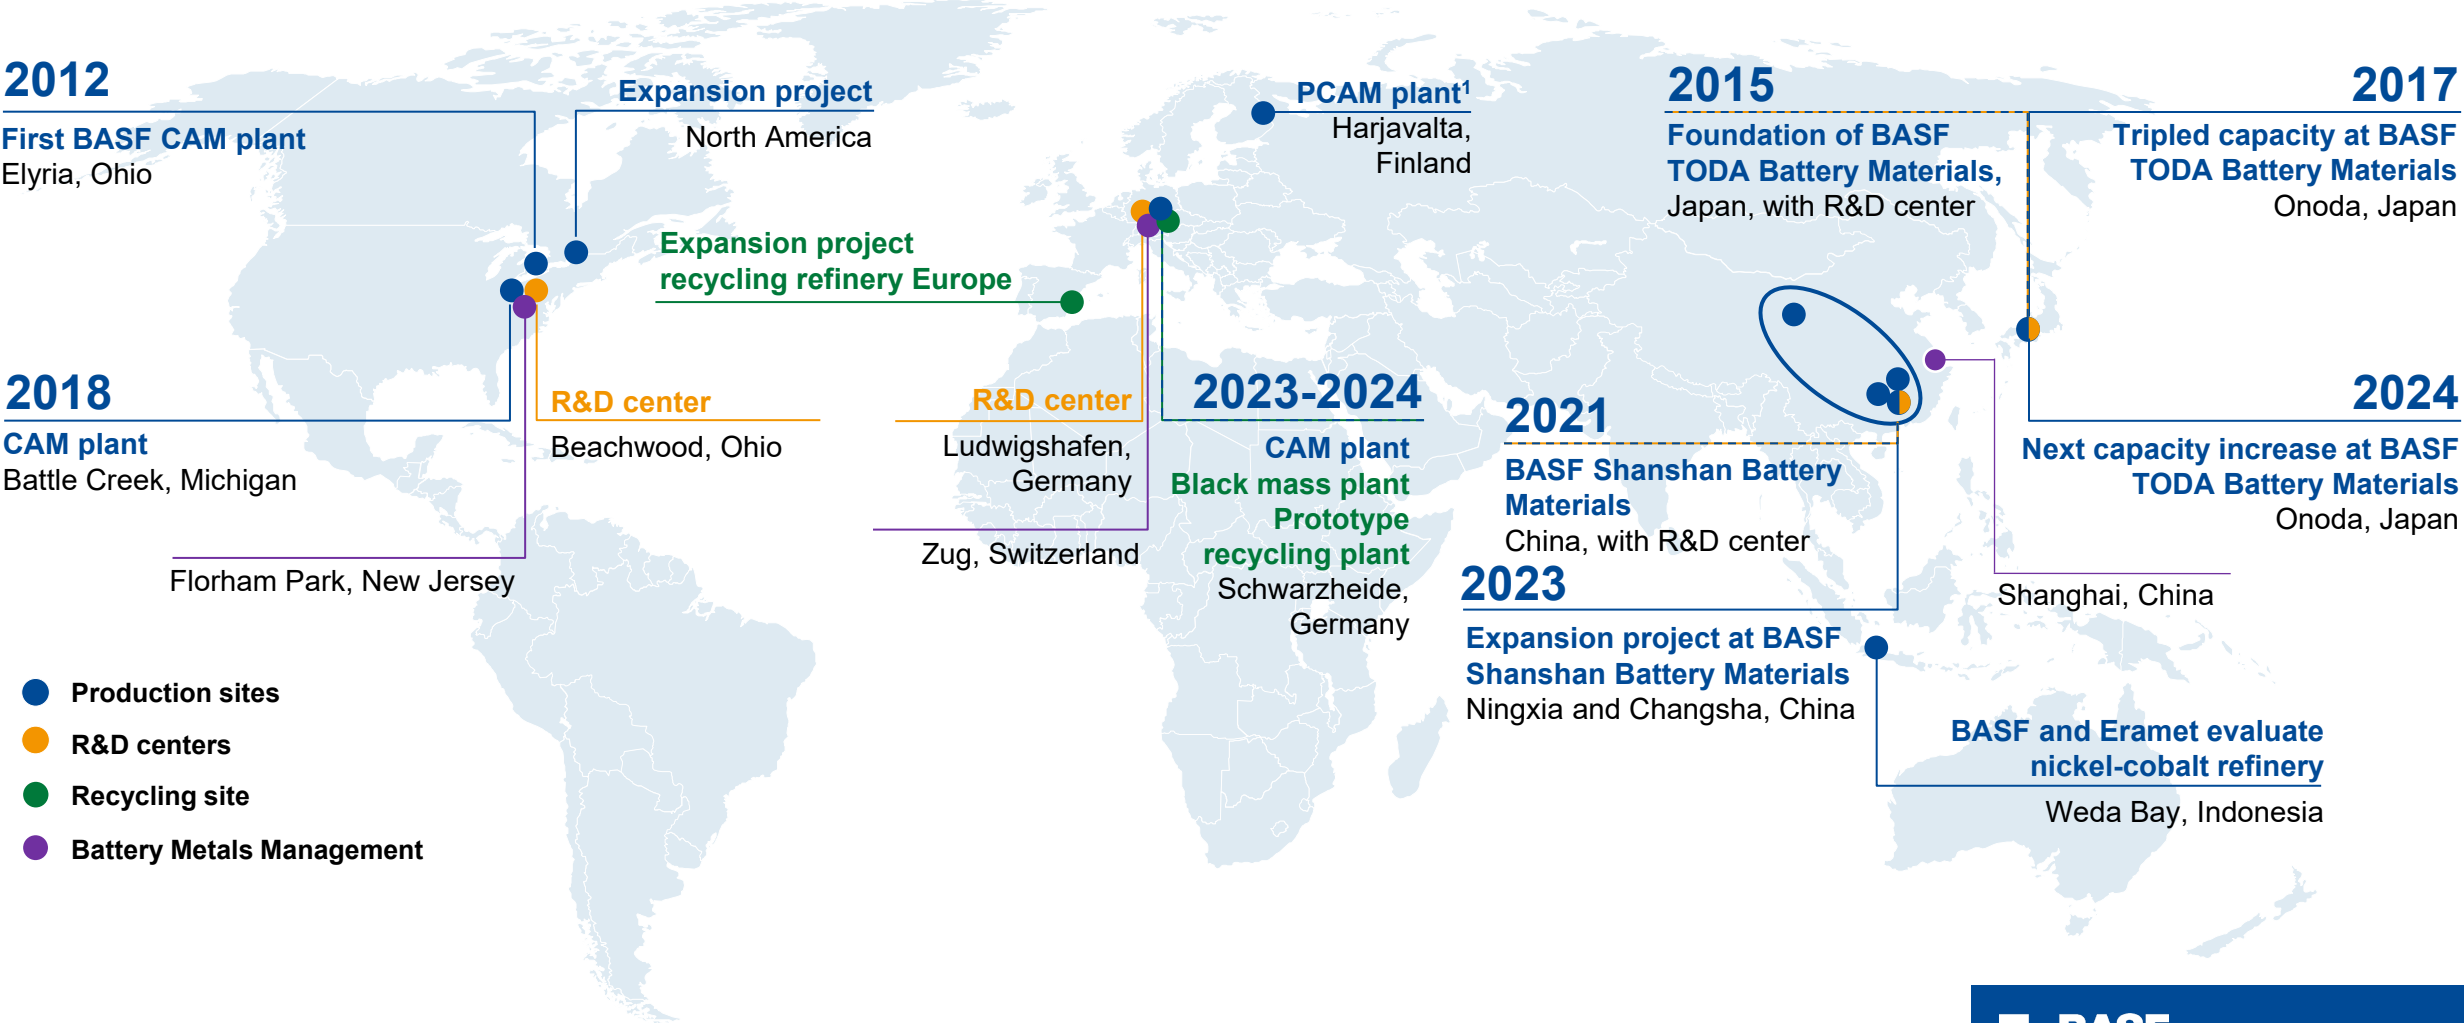 2012
First BASF CAM plant
Elyria, Ohio
Expansion project
North America
PCAM plant¹
Harjavalta,
Finland
2015
Foundation of BASF
TODA Battery Materials,
Japan, with R&D center
2017
Tripled capacity at BASF
TODA Battery Materials
Onoda, Japan
Expansion project
recycling refinery Europe
2018
CAM plant
Battle Creek, Michigan
R&D center
Beachwood, Ohio
Florham Park, New Jersey
R&D center
Ludwigshafen,
Germany
Zug, Switzerland
2023-2024
CAM plant
Black mass plant
Prototype
recycling plant
Schwarzheide,
Germany
2021
BASF Shanshan Battery
Materials
China, with R&D center
2023
Expansion project at BASF
Shanshan Battery Materials
Ningxia and Changsha, China
2024
Next capacity increase at BASF
TODA Battery Materials
Onoda, Japan
Shanghai, China
BASF and Eramet evaluate
nickel-cobalt refinery
Weda Bay, Indonesia
Production sites
R&D centers
Recycling site
Battery Metals Management
BASF